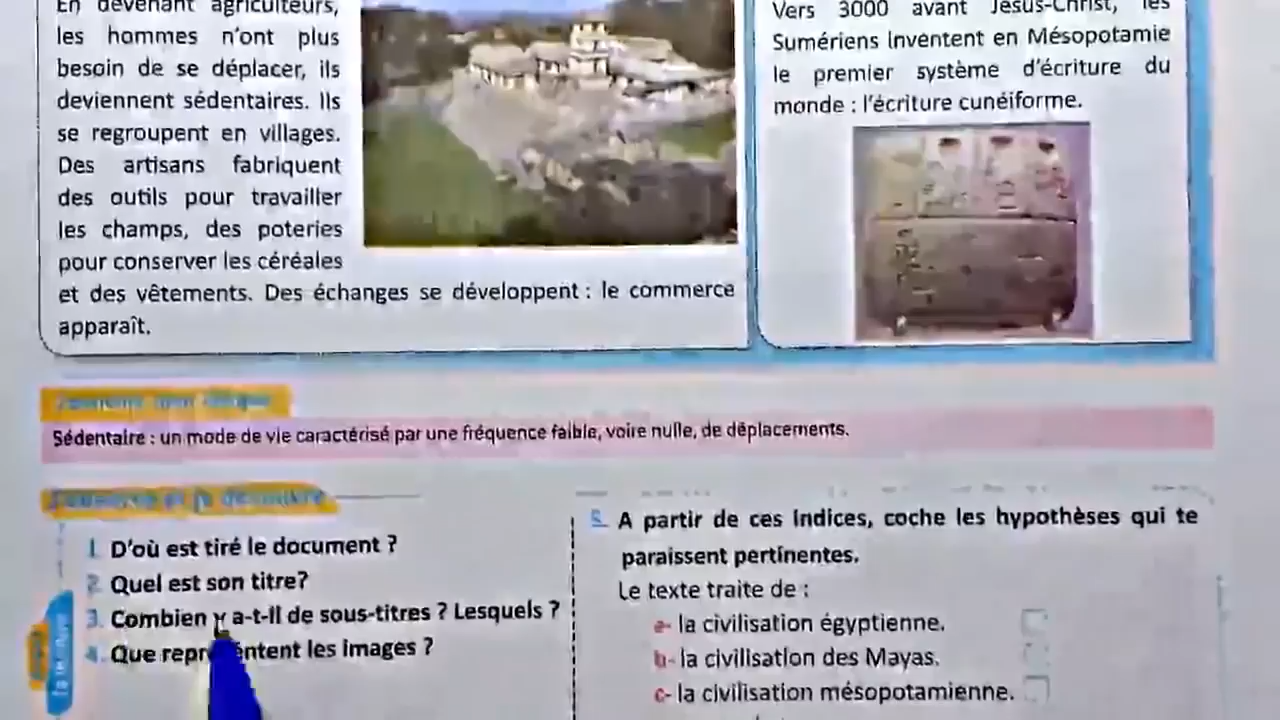 En devenant agriculteurs,
les hommes n'ont plus
besoin de se déplacer, ils
deviennent sédentaires. Ils
se regroupent en villages.
Des artisans fabriquent
des outils pour travailler
les champs, des poteries
pour conserver les céréales
et des vêtements. Des échanges se développent : le commerce
apparaît.
Vers 3000 avant Jésus-Christ, les
Sumériens inventent en Mésopotamie
le premier système d'écriture du
monde : l'écriture cunéiforme.
Sédentaire : un mode de vie caractérisé par une fréquence faible, voire nulle, de déplacements.
J'observe et je découvre
1. D'où est tiré le document ?
2. Quel est son titre?
3. Combien y a-t-il de sous-titres ? Lesquels ?
4. Que représentent les images ?
5. A partir de ces indices, coche les hypothèses qui te
paraissent pertinentes.
Le texte traite de :
a- la civilisation égyptienne.
b- la civilisation des Mayas.
c- la civilisation mésopotamienne.